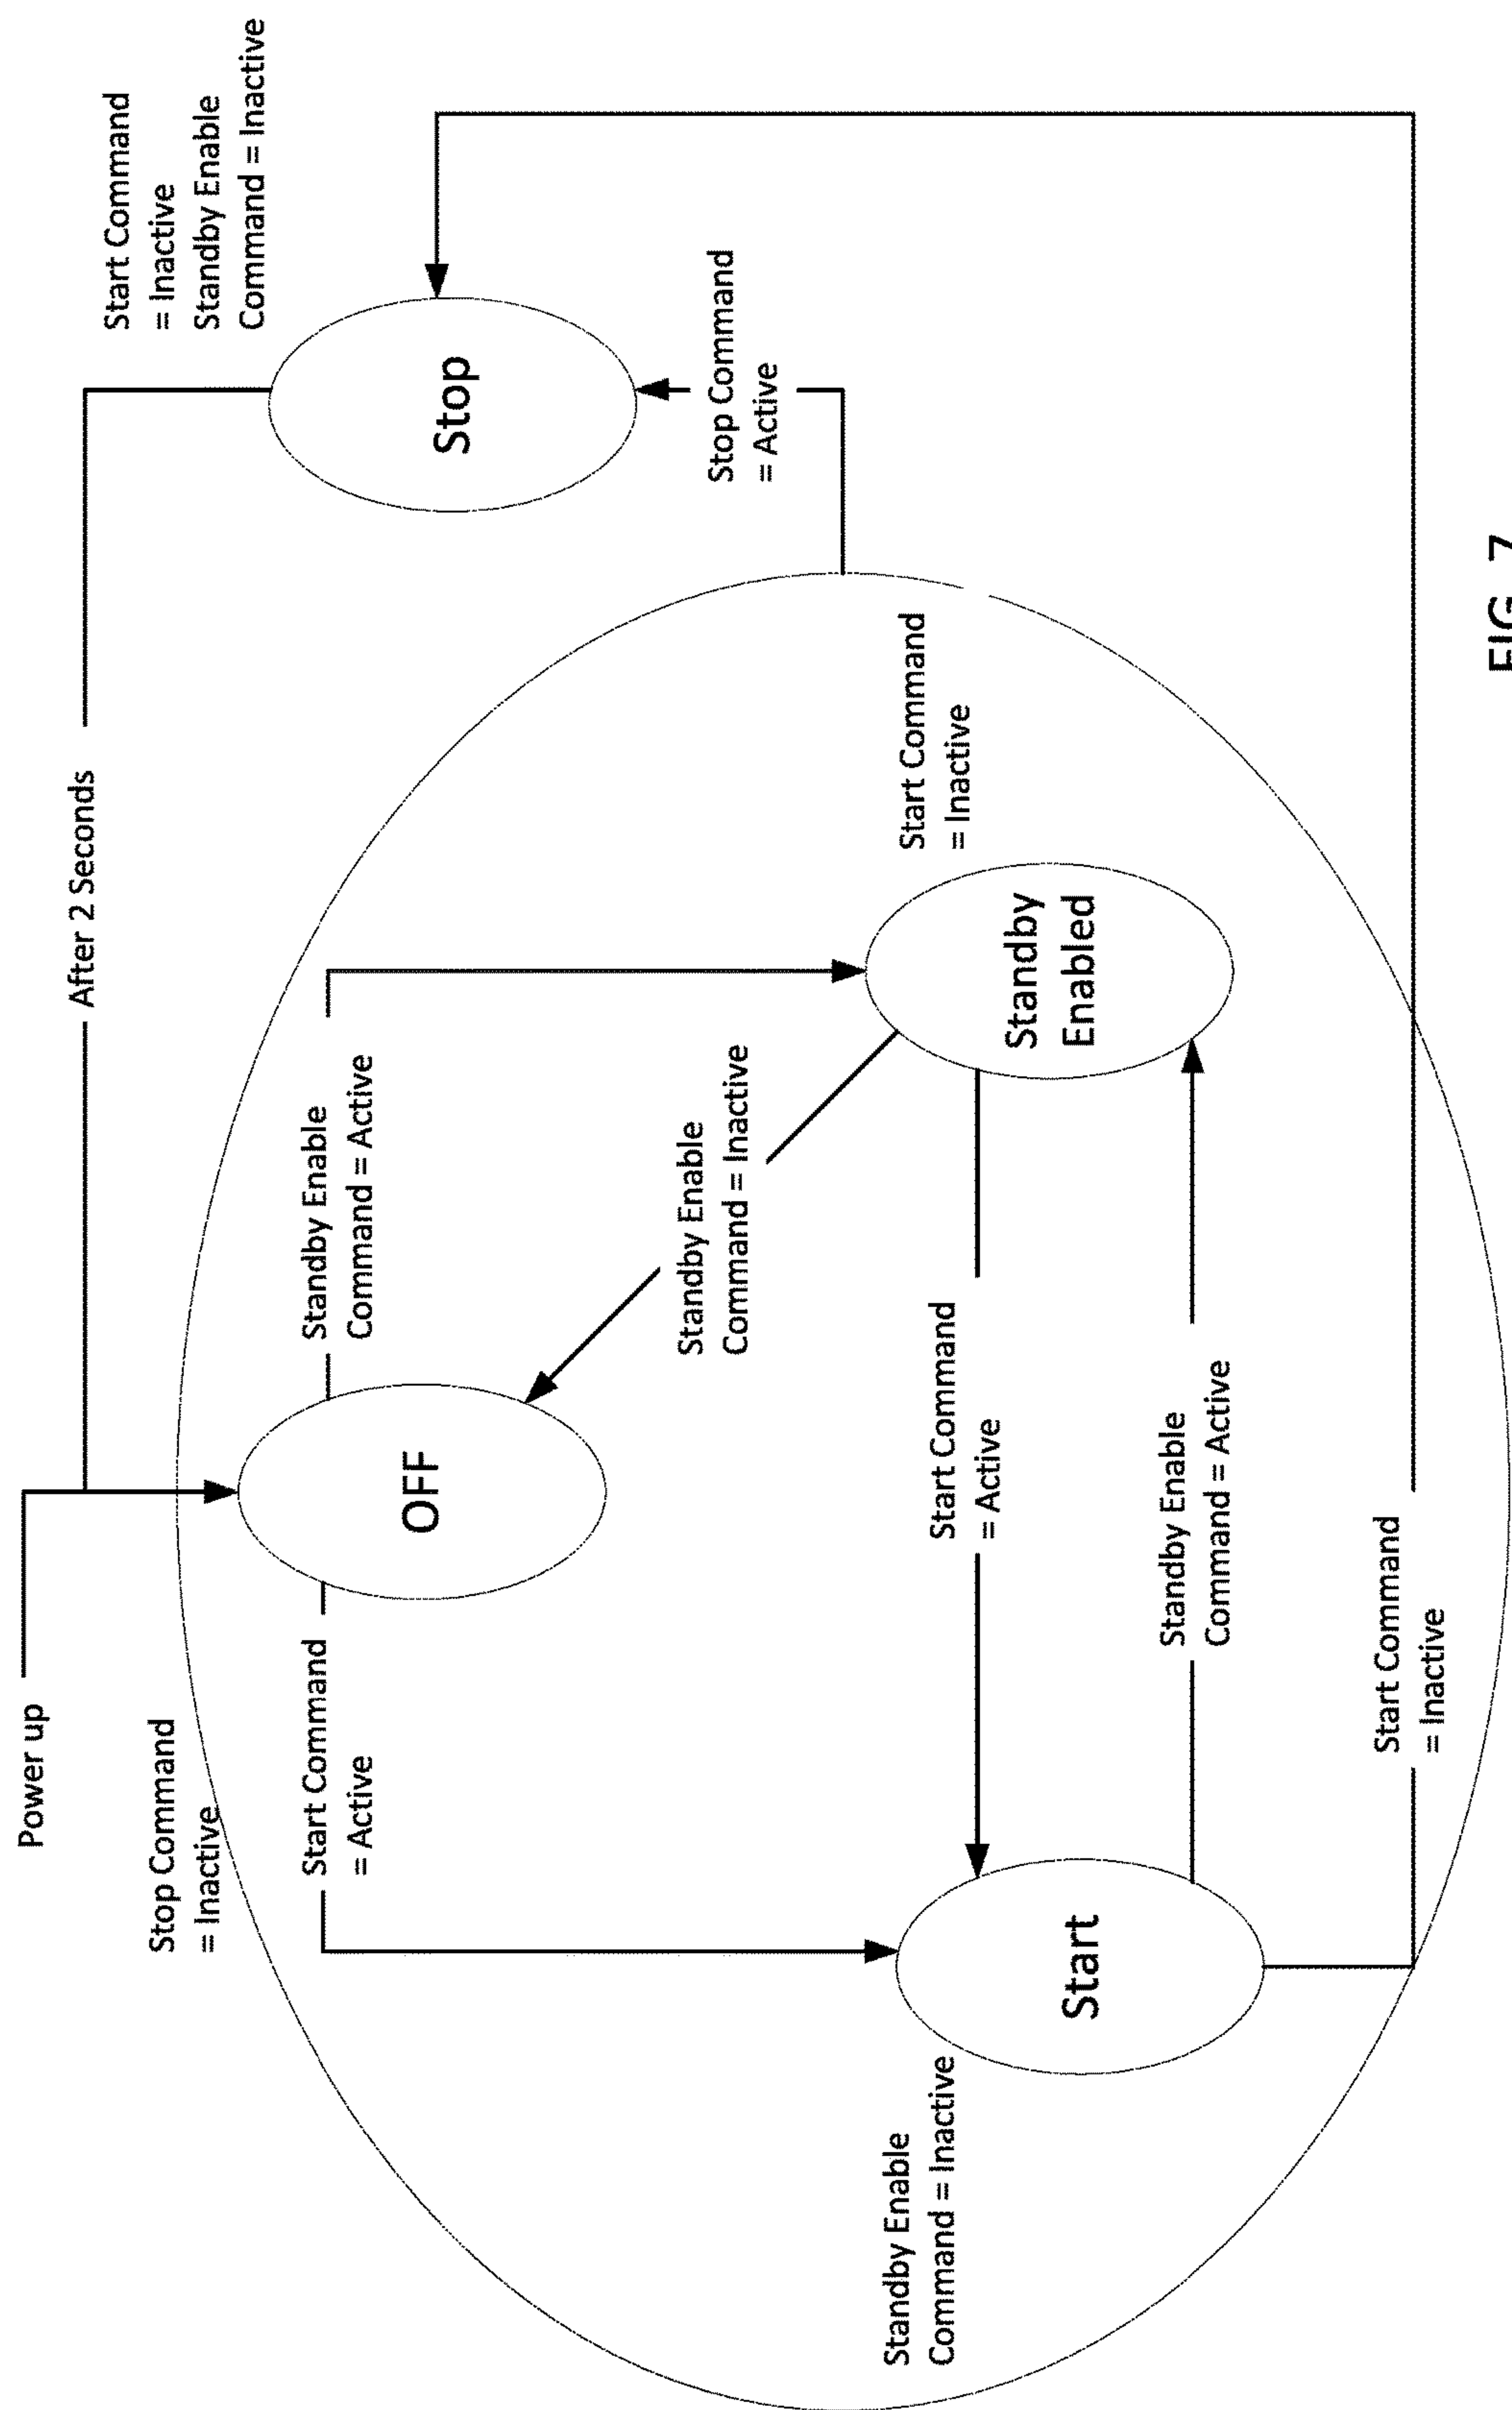 Power up
After 2 Seconds
Start Command
= Inactive
Standby Enable
Command = Inactive
Stop Command
= Inactive
Start Command
= Active
OFF
Standby Enable
Command = Active
Stop
Standby Enable
Command = Inactive
Stop Command
= Active
Standby Enable
Command = Inactive
Start Command
= Active
Start Command
= Inactive
Start
Standby
Enabled
Standby Enable
Command = Active
Start Command
= Inactive
FIG. 7